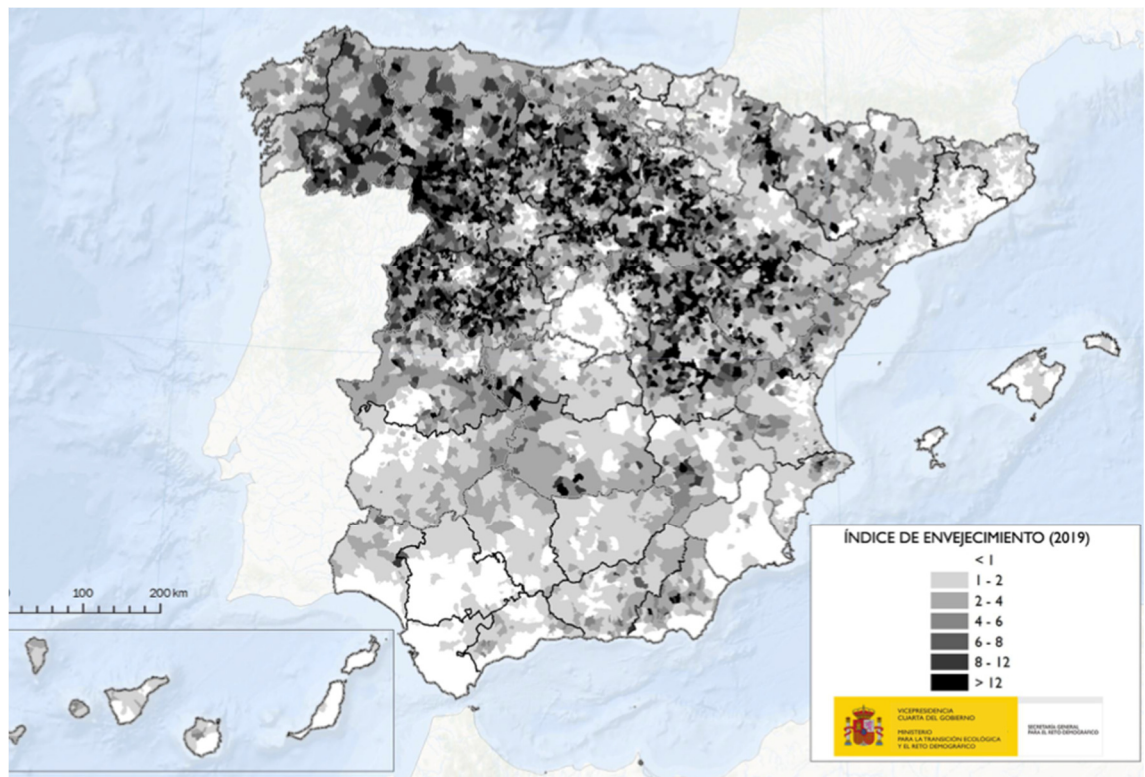 ÍNDICE DE ENVEJECIMIENTO (2019)
< 1
1 - 2
2 - 4
4 - 6
6 - 8
8 - 12
> 12
100
200 km
VICEPRESIDENCIA
CUARTA DEL GOBIERNO
MINISTERIO
PARA LA TRANSICIÓN ECOLÓGICA
Y EL RETO DEMOGRÁFICO
SECRETARÍA GENERAL
PARA EL RETO DEMOGRÁFICO